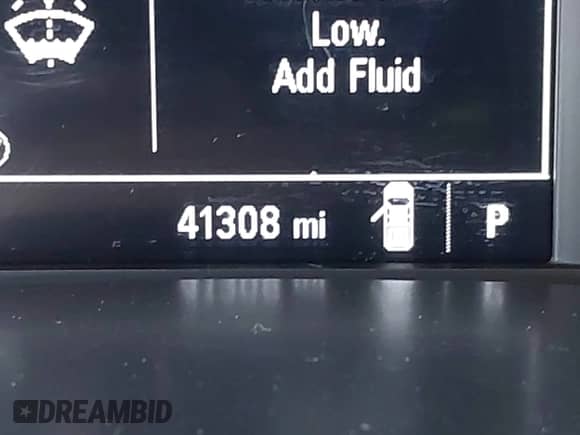 Low.
Add Fluid
41308 mi
P
DREAMBID